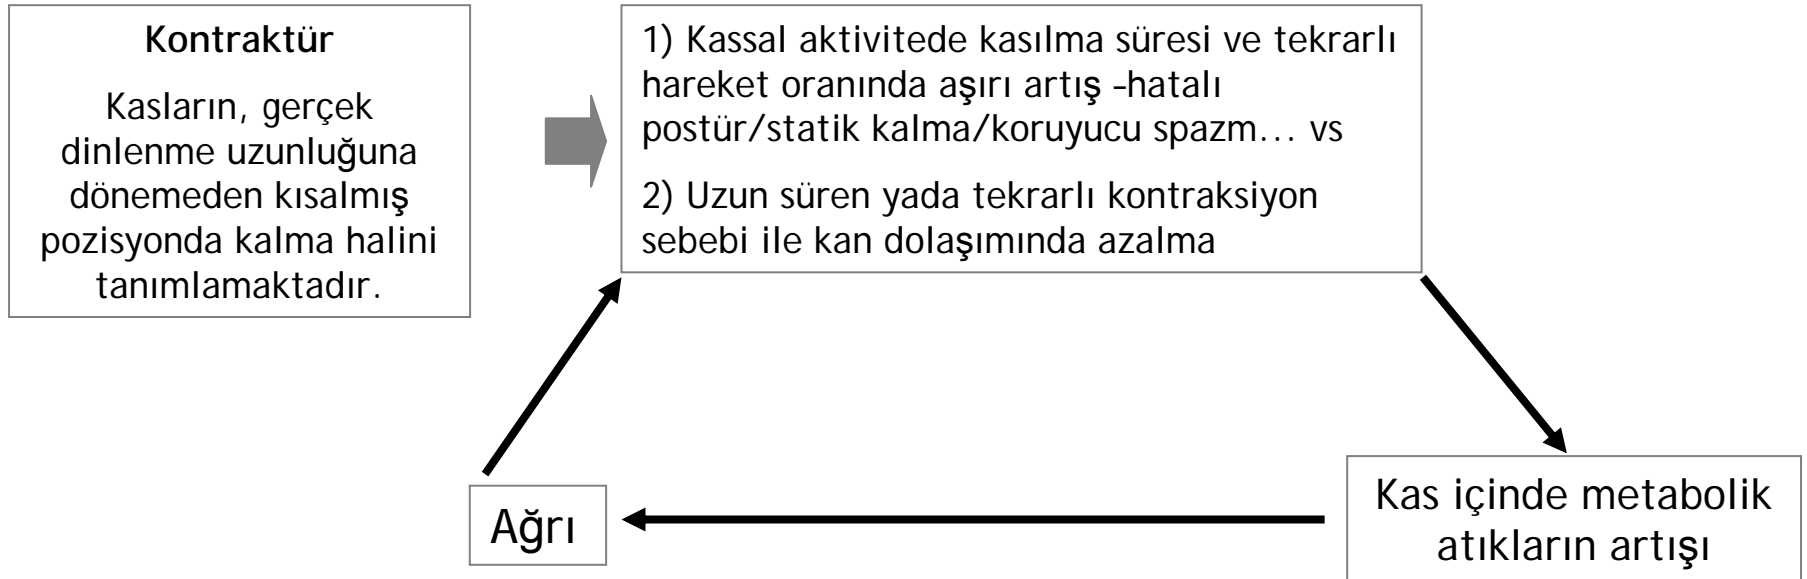 Kontraktür
Kasların, gerçek
dinlenme uzunluğuna
dönemeden kısalmış
pozisyonda kalma halini
tanımlamaktadır.
1) Kassal aktivitede kasılma süresi ve tekrarlı
hareket oranında aşırı artış -hatalı
postür/statik kalma/koruyucu spazm... vs
2) Uzun süren yada tekrarlı kontraksiyon
sebebi ile kan dolaşımında azalma
Ağrı
Kas içinde metabolik
atıkların artışı